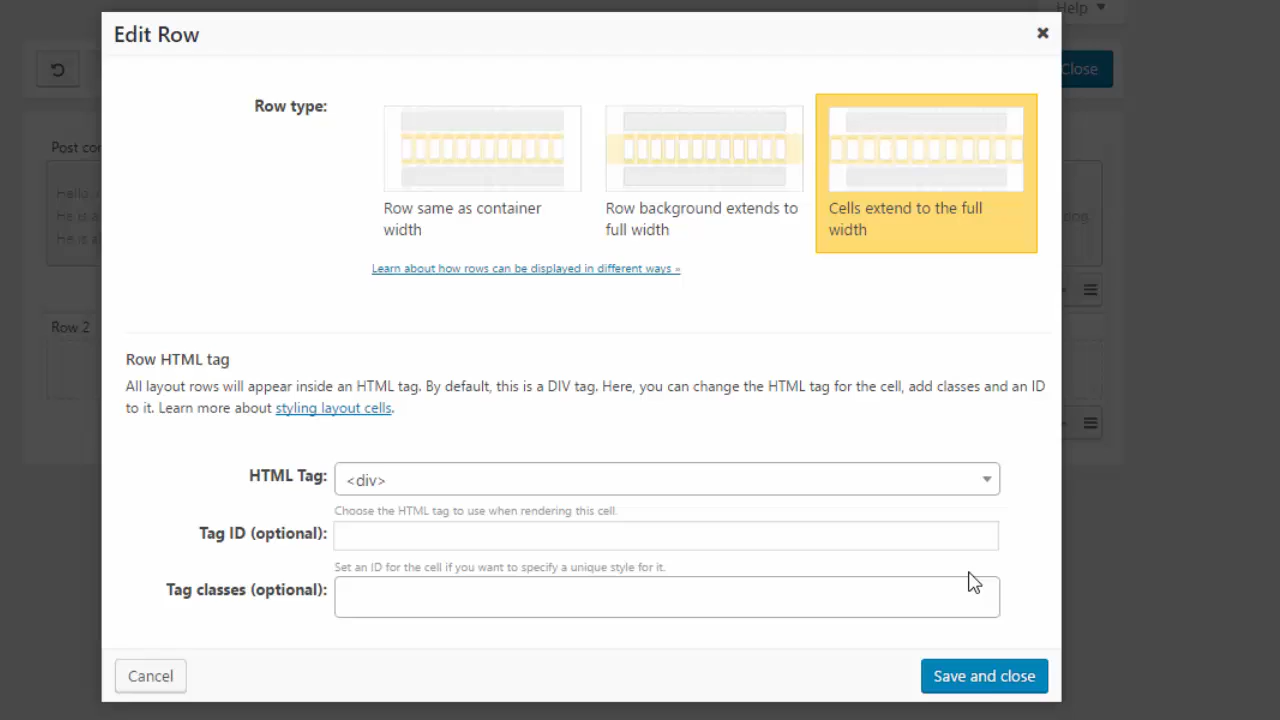 Help
Edit Row
Close
Row type:
Row same as container
width
Row background extends to
full width
Cells extend to the full
width
Learn about how rows can be displayed in different ways »
Post con
Hello,
He is a
He is a
Row 2
Row HTML tag
All layout rows will appear inside an HTML tag. By default, this is a DIV tag. Here, you can change the HTML tag for the cell, add classes and an ID
to it. Learn more about styling layout cells.
HTML Tag:
<div>
Choose the HTML tag to use when rendering this cell.
Tag ID (optional):
Set an ID for the cell if you want to specify a unique style for it.
Tag classes (optional):
Cancel
Save and close